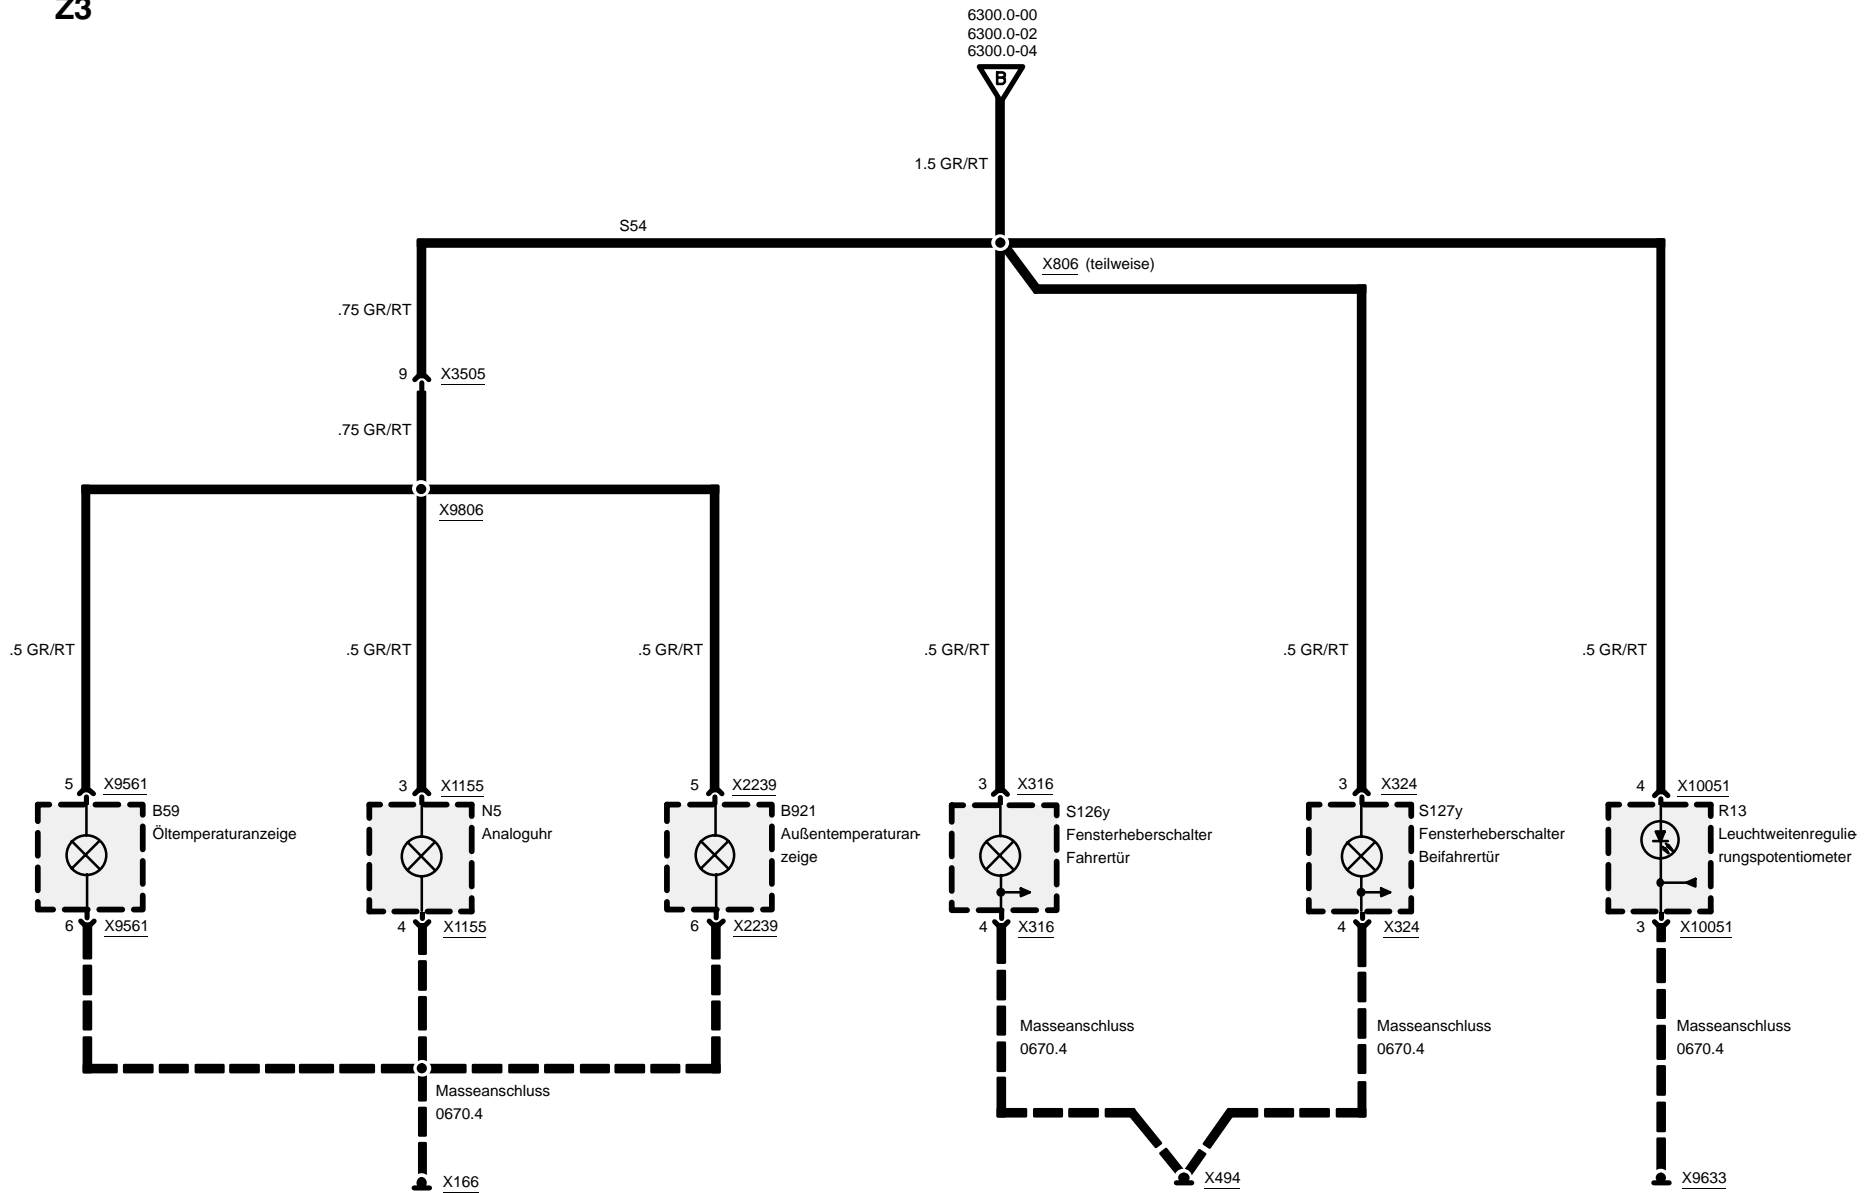 Z3
6300.0-00
6300.0-02
6300.0-04
B
1.5 GR/RT
S54
X806 (teilweise)
.75 GR/RT
9 X3505
.75 GR/RT
X9806
.5 GR/RT
.5 GR/RT
.5 GR/RT
.5 GR/RT
.5 GR/RT
.5 GR/RT
5 X9561
B59
Öltemperaturanzeige
6 X9561
3 X1155
N5
Analoguhr
4 X1155
5 X2239
B921
Außentemperaturan-
zeige
6 X2239
3 X316
S126y
Fensterheberschalter
Fahrertür
4 X316
3 X324
S127y
Fensterheberschalter
Beifahrertür
4 X324
4 X10051
R13
Leuchtweitenregulie-
rungspotentiometer
3 X10051
Masseanschluss
0670.4
Masseanschluss
0670.4
Masseanschluss
0670.4
Masseanschluss
0670.4
X166
X494
X9633